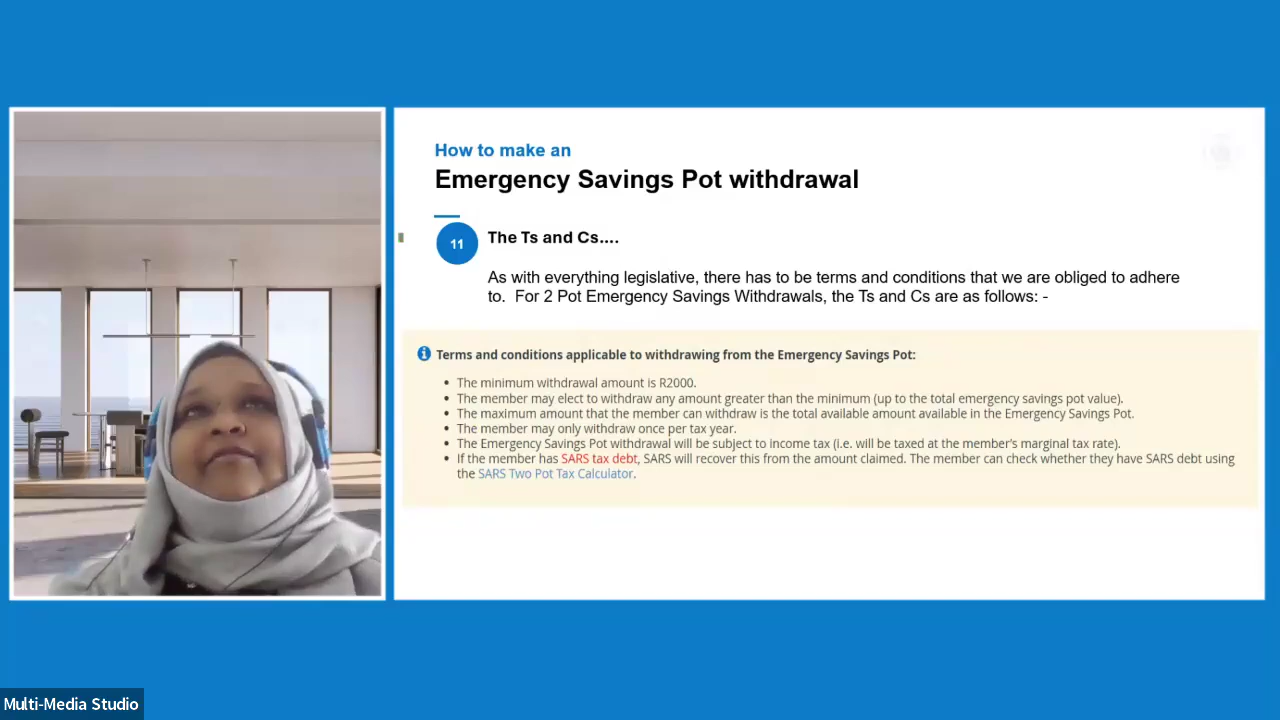 How to make an
Emergency Savings Pot withdrawal
11
The Ts and Cs....
As with everything legislative, there has to be terms and conditions that we are obliged to adhere
to.  For 2 Pot Emergency Savings Withdrawals, the Ts and Cs are as follows: -
Terms and conditions applicable to withdrawing from the Emergency Savings Pot:
• The minimum withdrawal amount is R2000.
• The member may elect to withdraw any amount greater than the minimum (up to the total emergency savings pot value).
• The maximum amount that the member can withdraw is the total available amount available in the Emergency Savings Pot.
• The member may only withdraw once per tax year.
• The Emergency Savings Pot withdrawal will be subject to income tax (i.e. will be taxed at the member's marginal tax rate).
• If the member has SARS tax debt, SARS will recover this from the amount claimed. The member can check whether they have SARS debt using
the SARS Two Pot Tax Calculator.
Multi-Media Studio